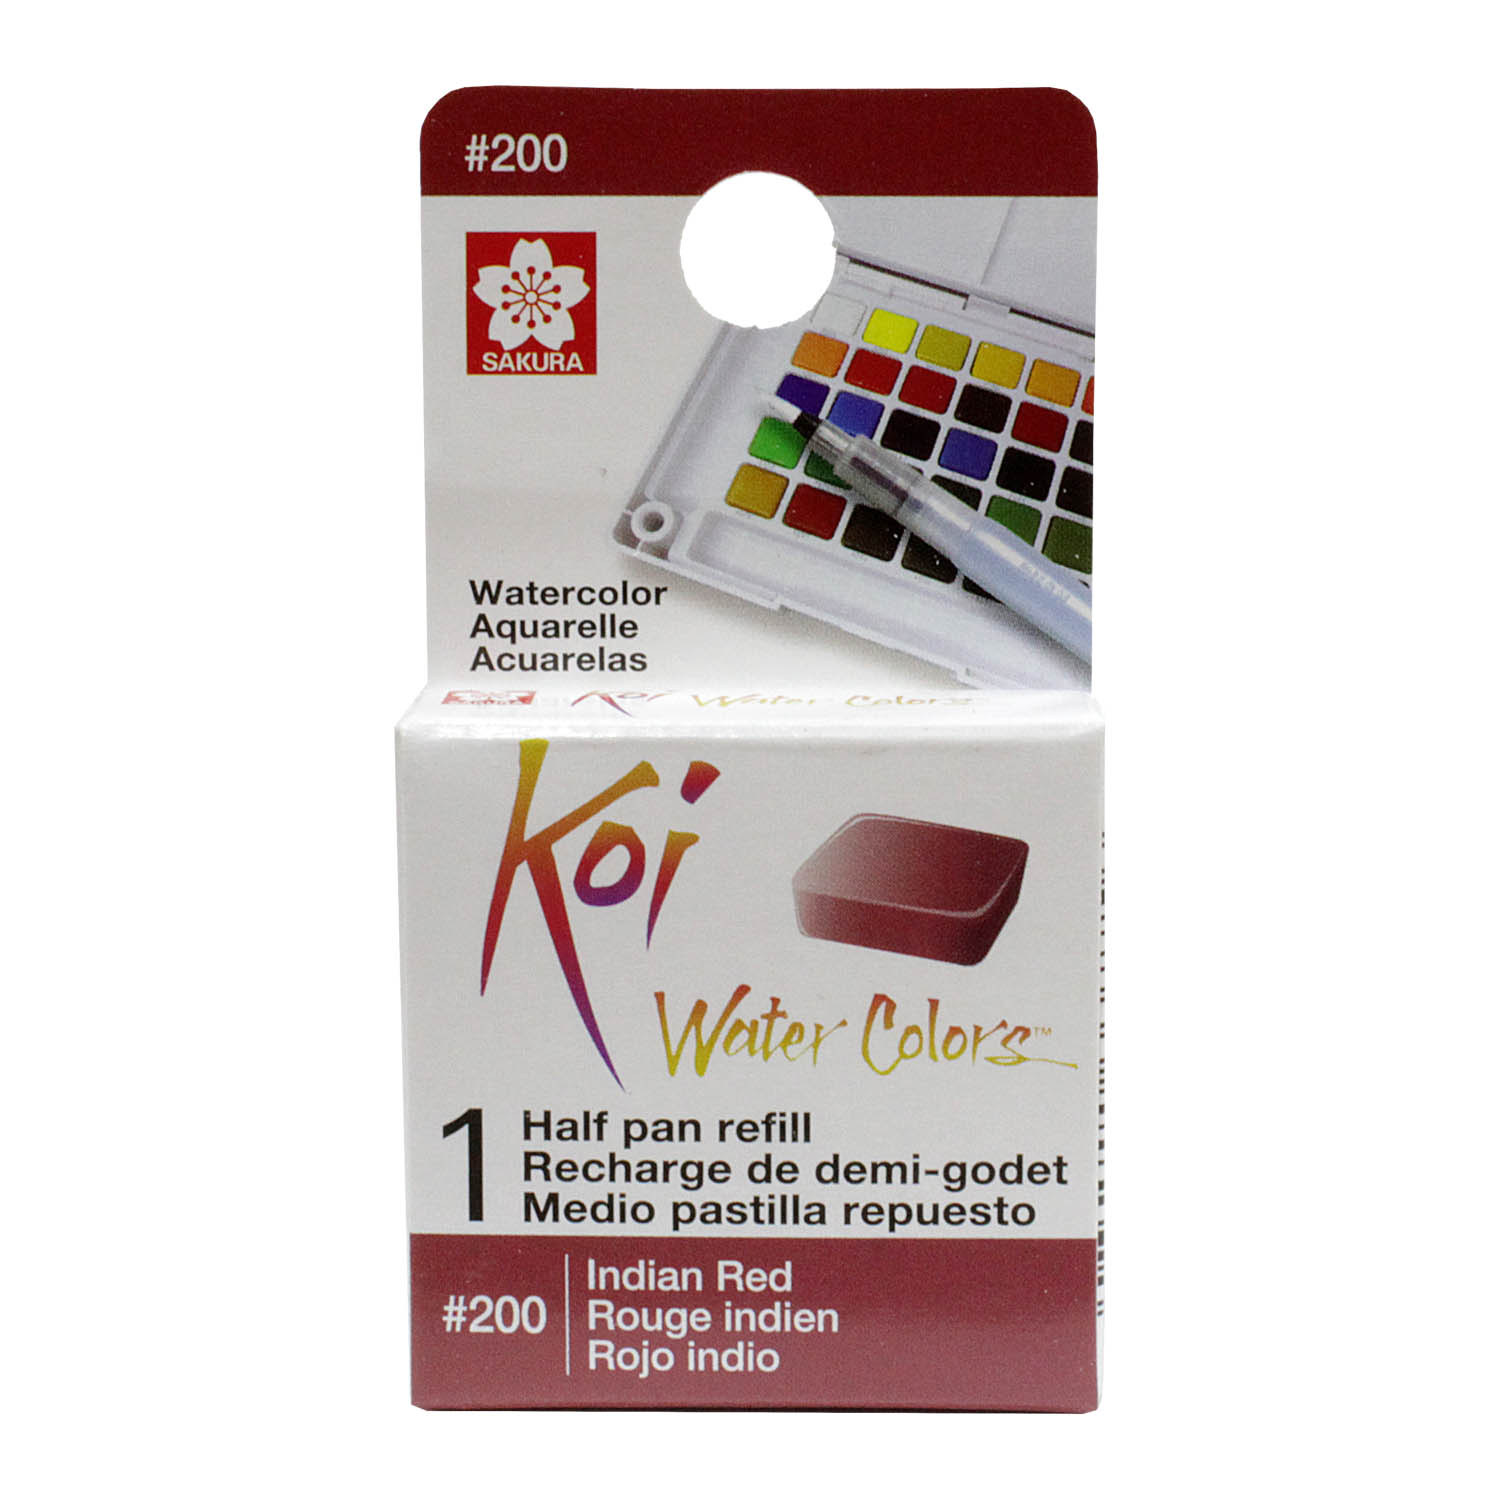 #200
SAKURA
Watercolor
Aquarelle
Acuarelas
Koi Water Colors
Koi
Water Colors™
1
Half pan refill
Recharge de demi-godet
Medio pastilla repuesto
#200
Indian Red
Rouge indien
Rojo indio